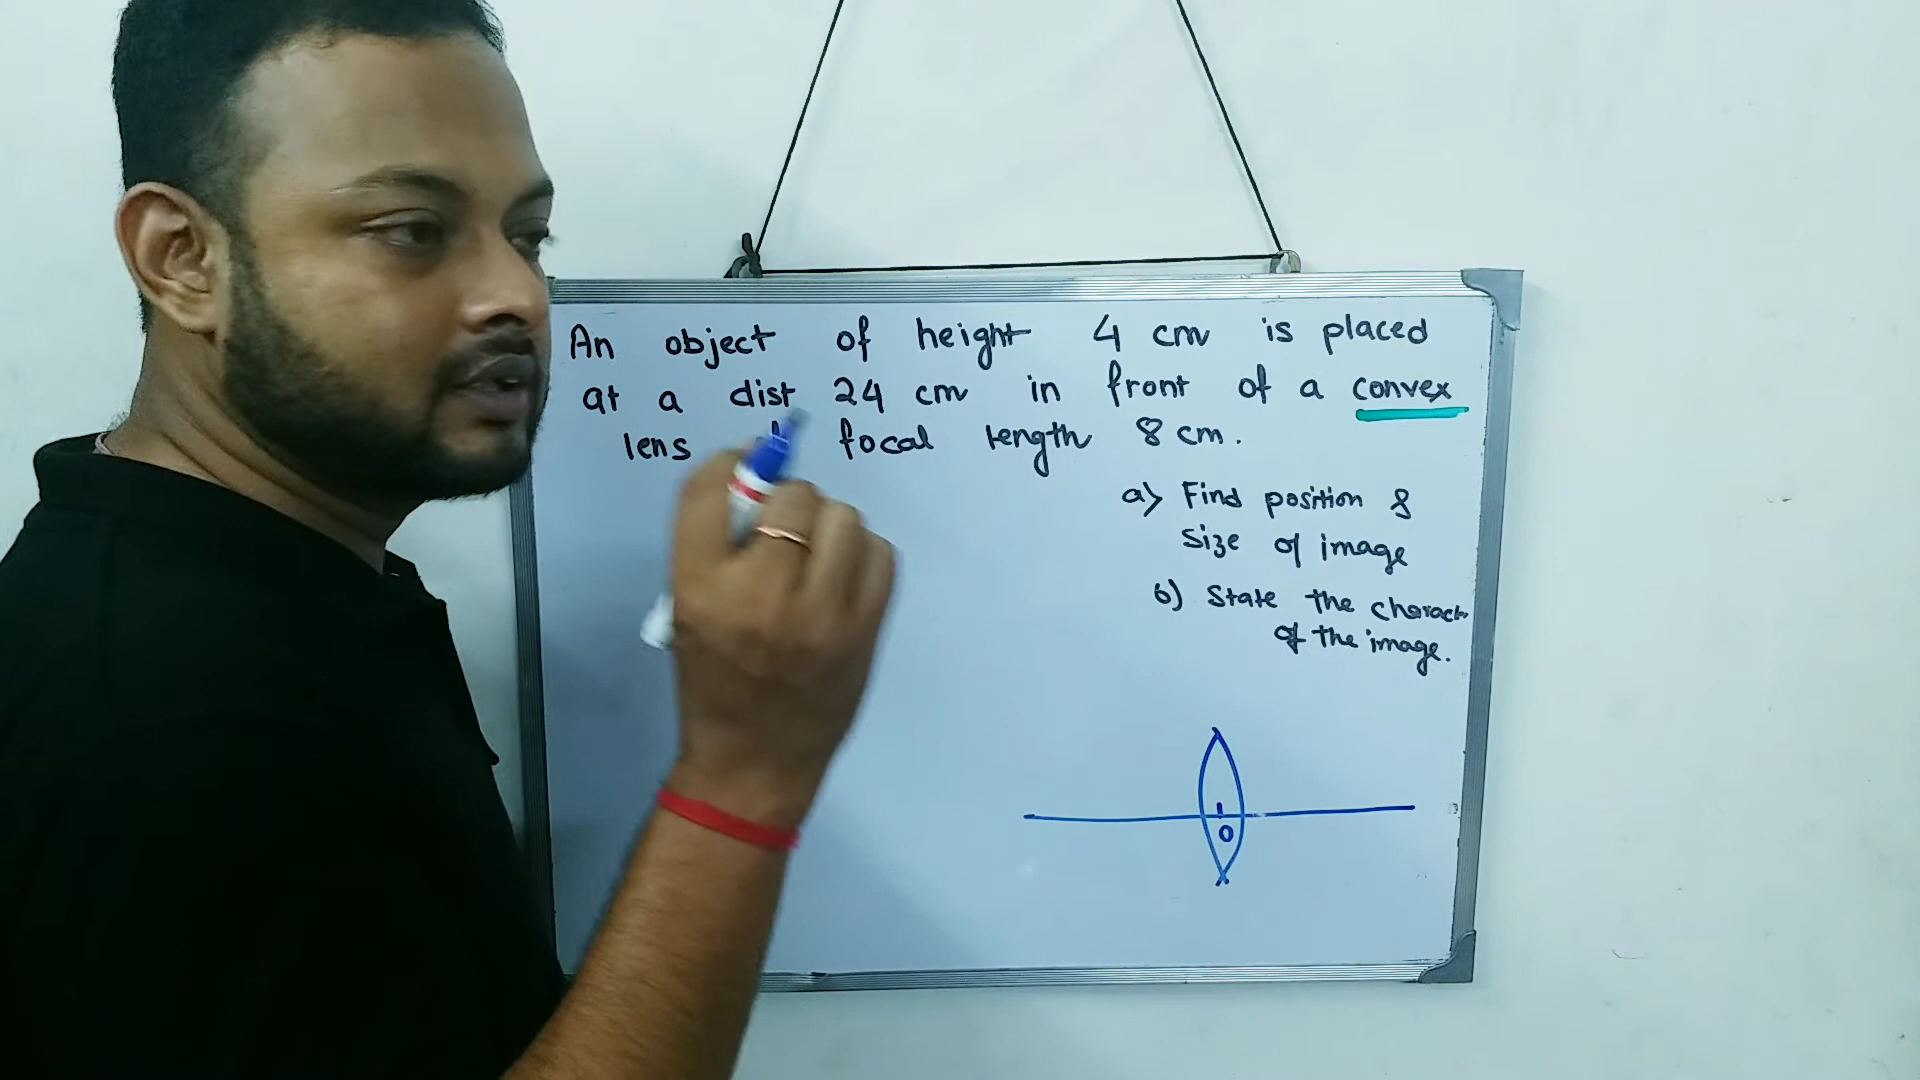 An object of height 4 cm is placed
at a dist 24 cm in front of a convex
lens focal length 8 cm.
a) Find position &
size of image
b) State the charact
of the image.
O